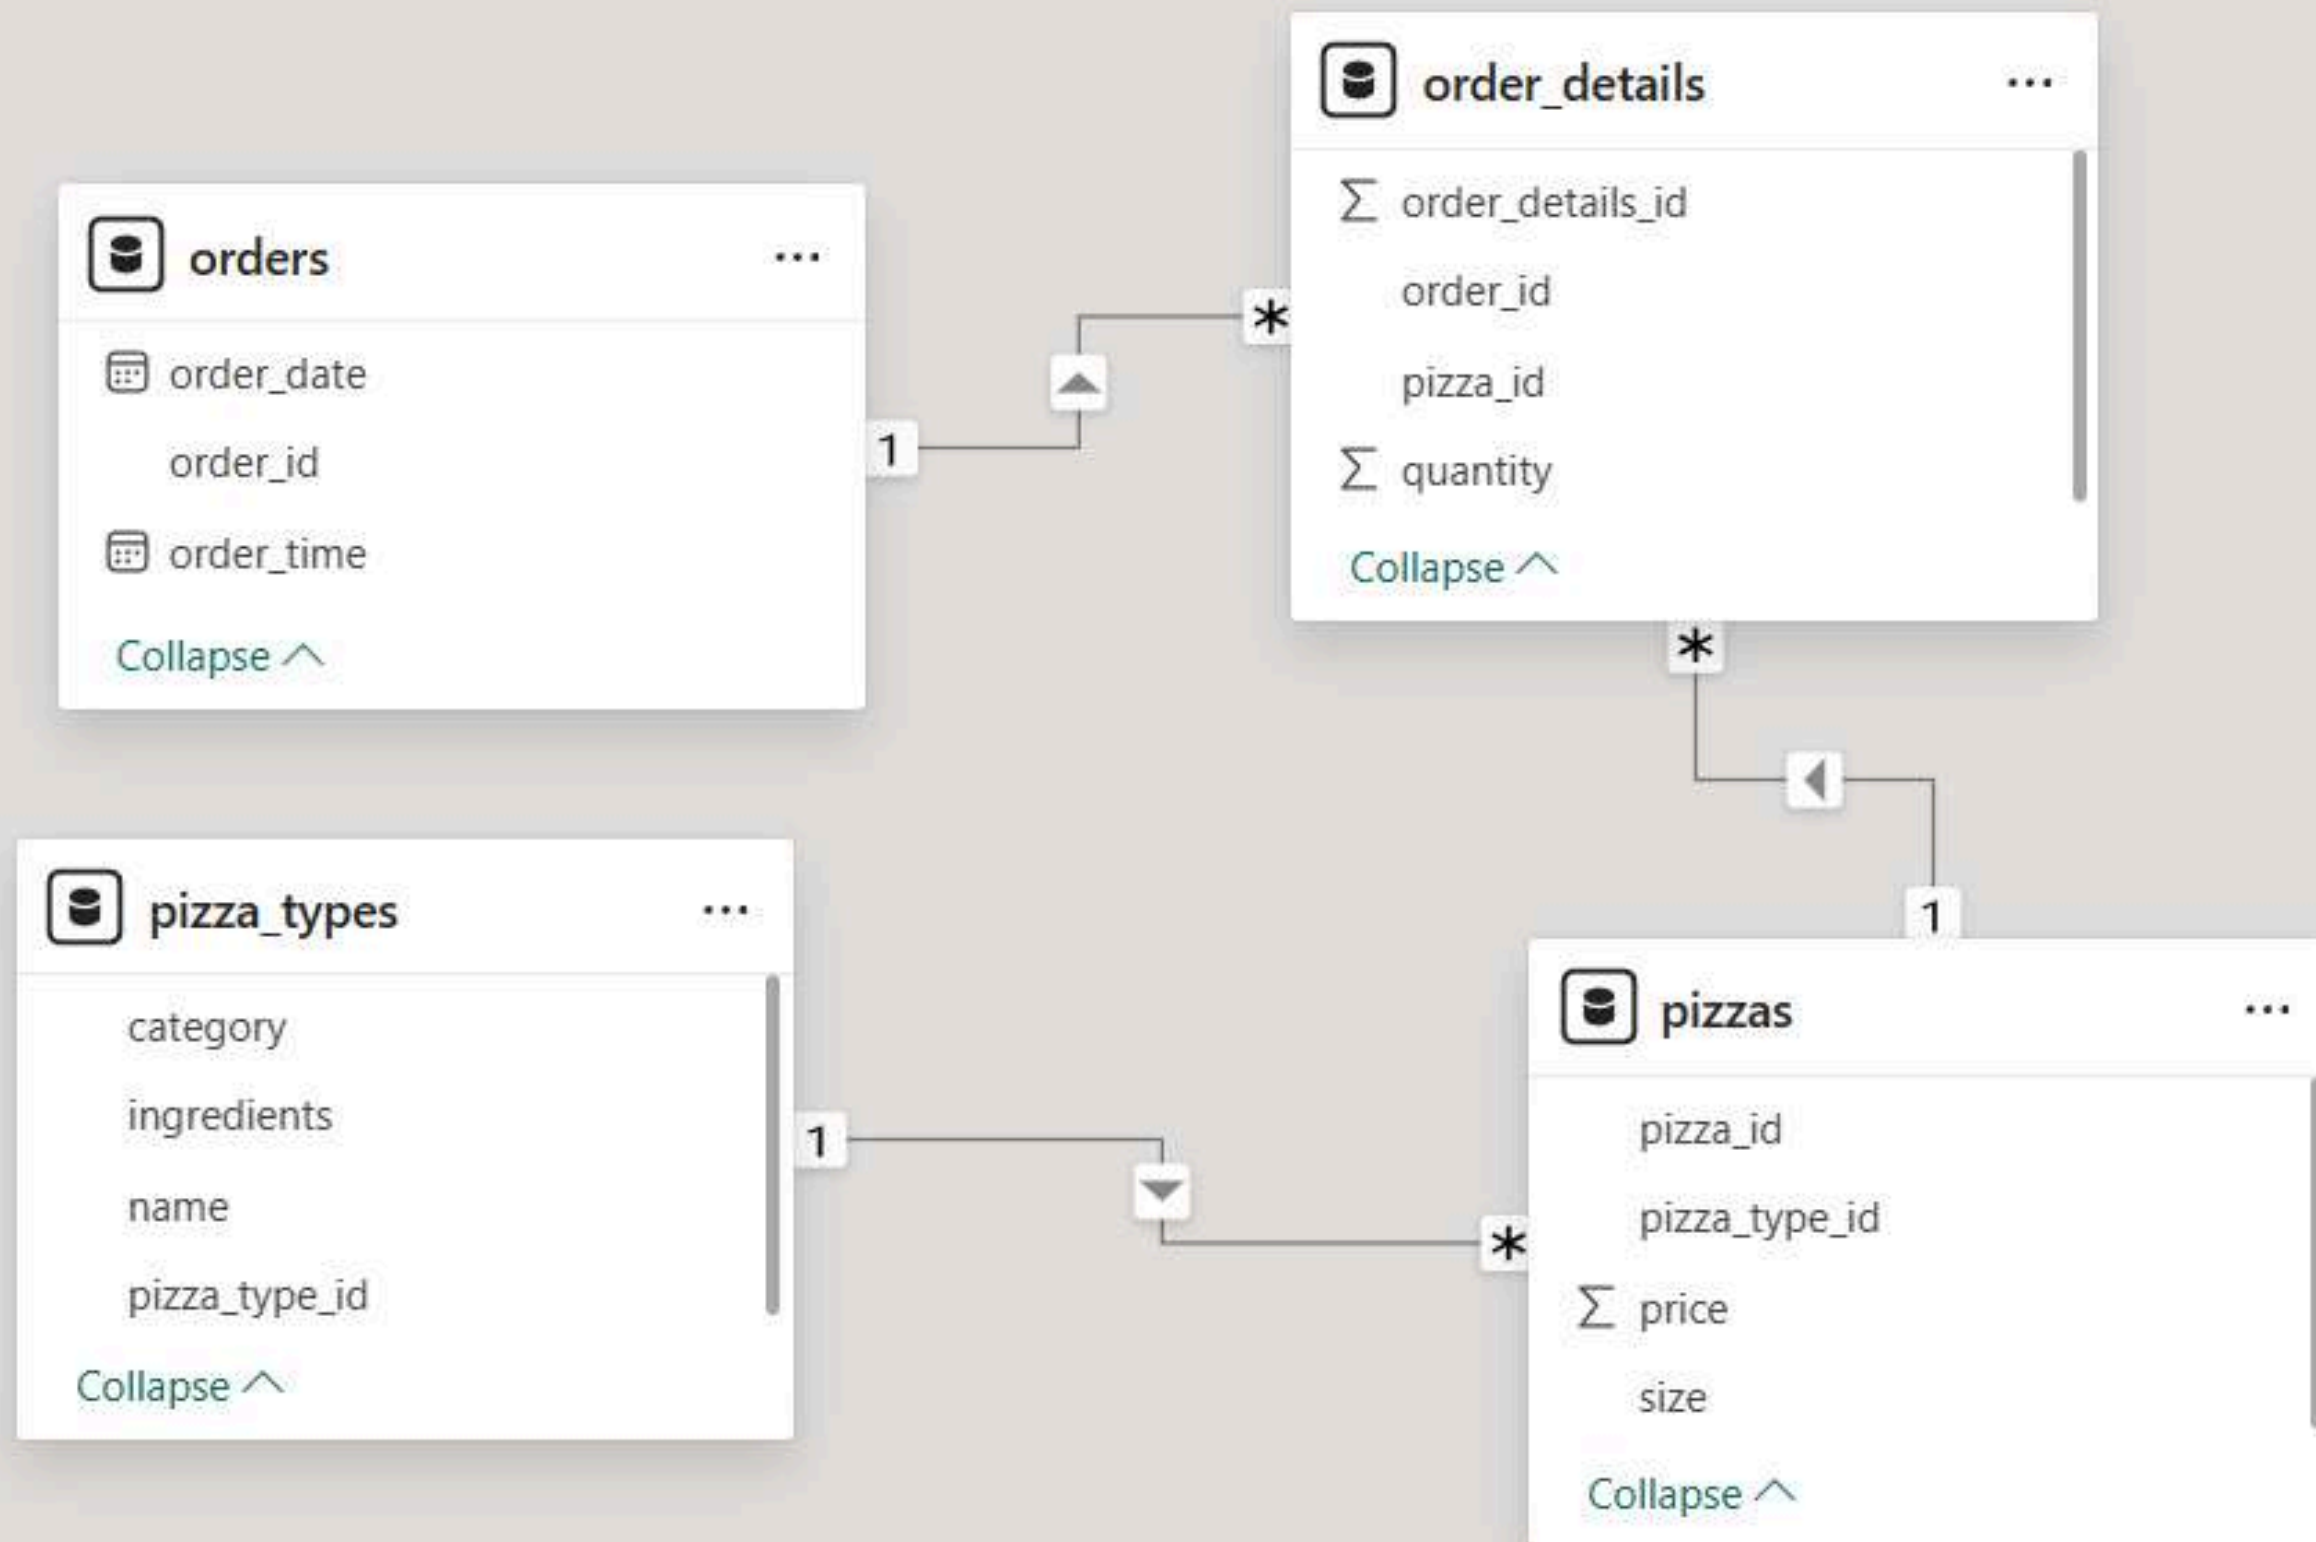 orders
order_date
order_id
order_time
Collapse
1
*
order_details
Σ order_details_id
order_id
pizza_id
Σ quantity
Collapse
*
1
pizza_types
category
ingredients
name
pizza_type_id
Collapse
1
*
pizzas
pizza_id
pizza_type_id
Σ price
size
Collapse